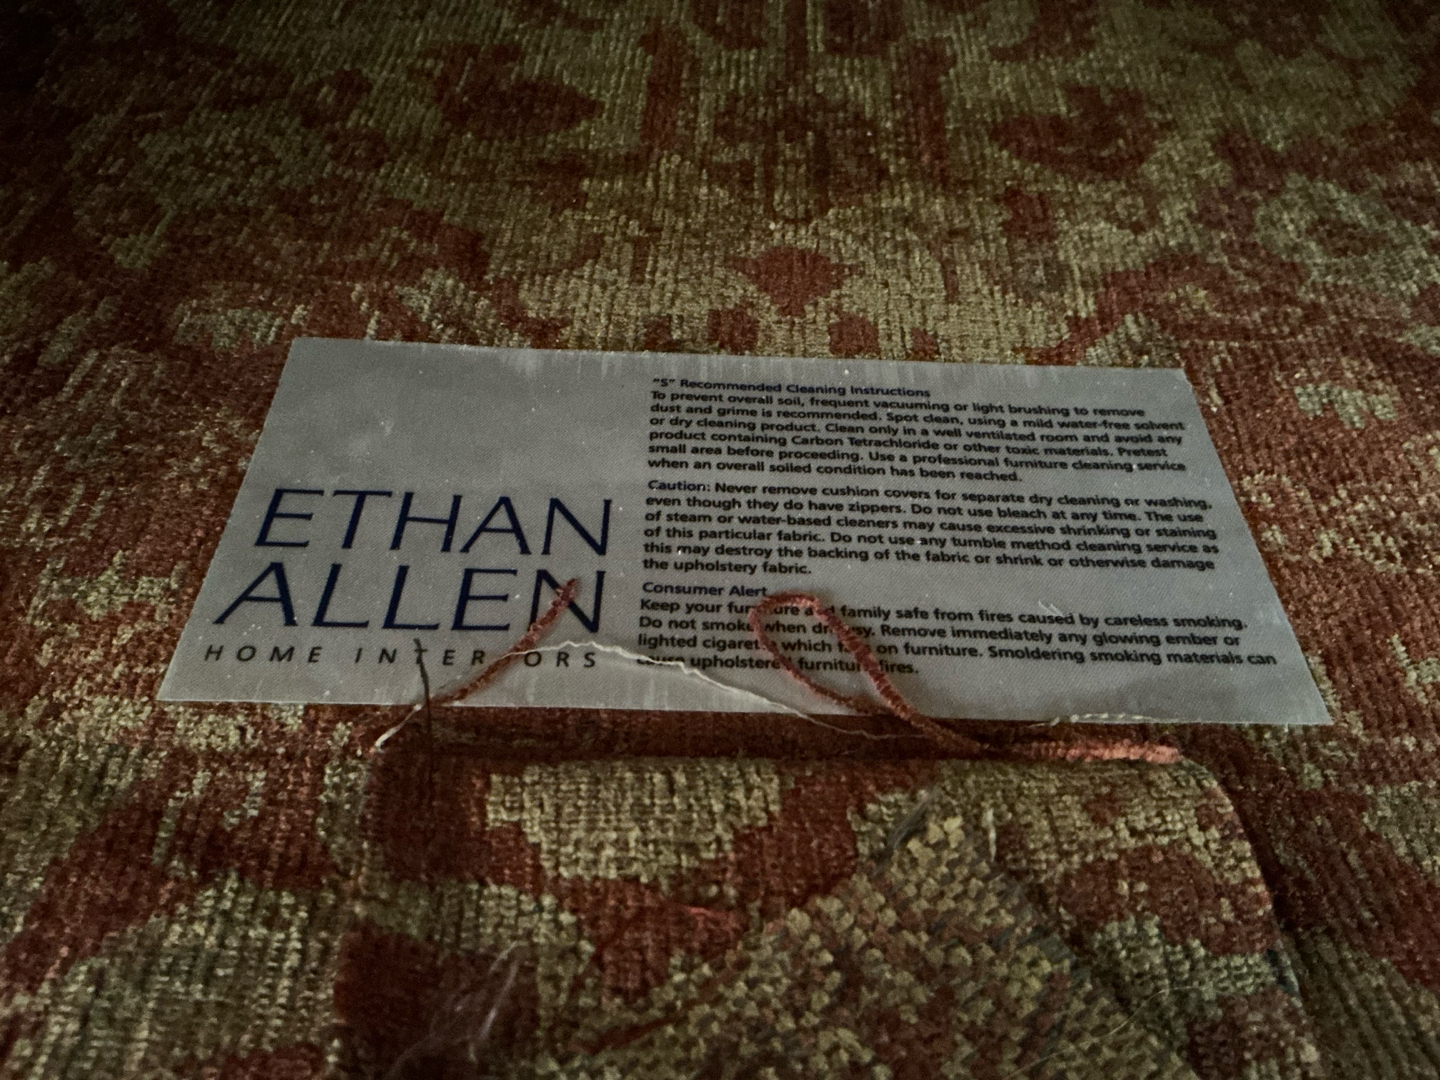 ETHAN
ALLEN
HOME INTERIORS
"S" Recommended Cleaning Instructions
To prevent overall soil, frequent vacuuming or light brushing to remove
dust and grime is recommended. Spot clean, using a mild water-free solvent
or dry cleaning product. Clean only in a well ventilated room and avoid any
product containing Carbon Tetrachloride or other toxic materials. Pretest
small area before proceeding. Use a professional furniture cleaning service
when an overall soiled condition has been reached.
Caution: Never remove cushion covers for separate dry cleaning or washing,
even though they do have zippers. Do not use bleach at any time. The use
of steam or water-based cleaners may cause excessive shrinking or staining
of this particular fabric. Do not use any tumble method cleaning service as
this may destroy the backing of the fabric or shrink or otherwise damage
the upholstery fabric.
Consumer Alert
Keep your furniture and family safe from fires caused by careless smoking.
Do not smoke when drowsy. Remove immediately any glowing ember or
lighted cigarette which falls on furniture. Smoldering smoking materials can
cause upholstered furniture fires.